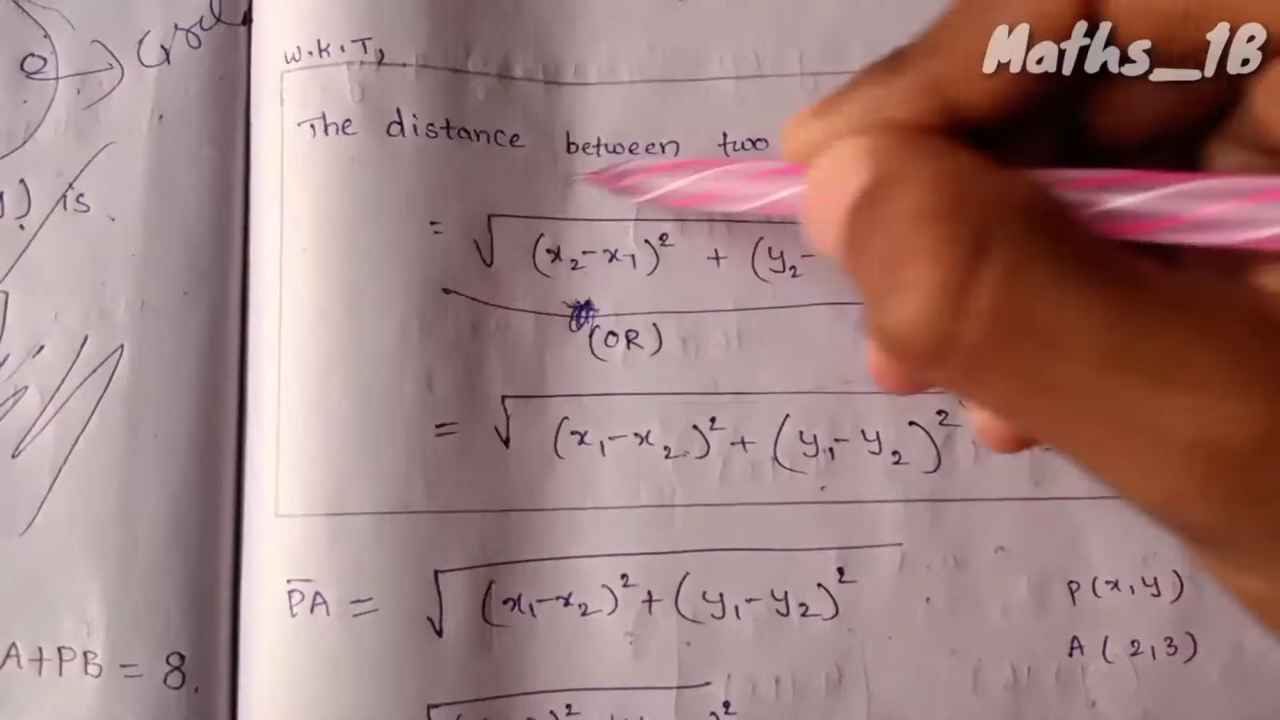 Maths_1B
W.K.T,
The distance between two
= √(x₂-x₁)² + (y₂-
(OR)
= √(x₁-x₂)² + (y₁-y₂)²
PA = √(x₁-x₂)² + (y₁-y₂)²
P(x,y)
A(2,3)
is.
A+PB = 8.